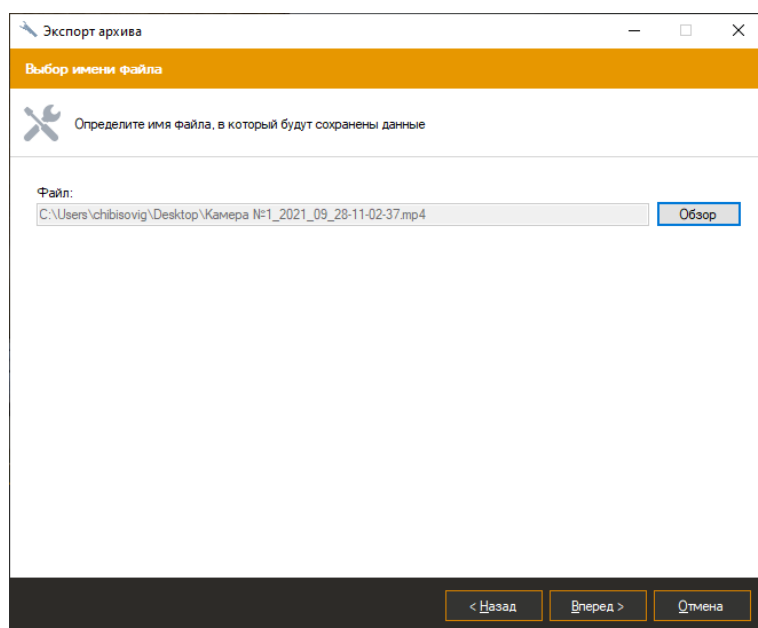 Экспорт архива
Выбор имени файла
Определите имя файла, в который будут сохранены данные
Файл:
C:\Users\chibisovig\Desktop\Камера №1_2021_09_28-11-02-37.mp4
Обзор
< Назад
Вперед >
Отмена